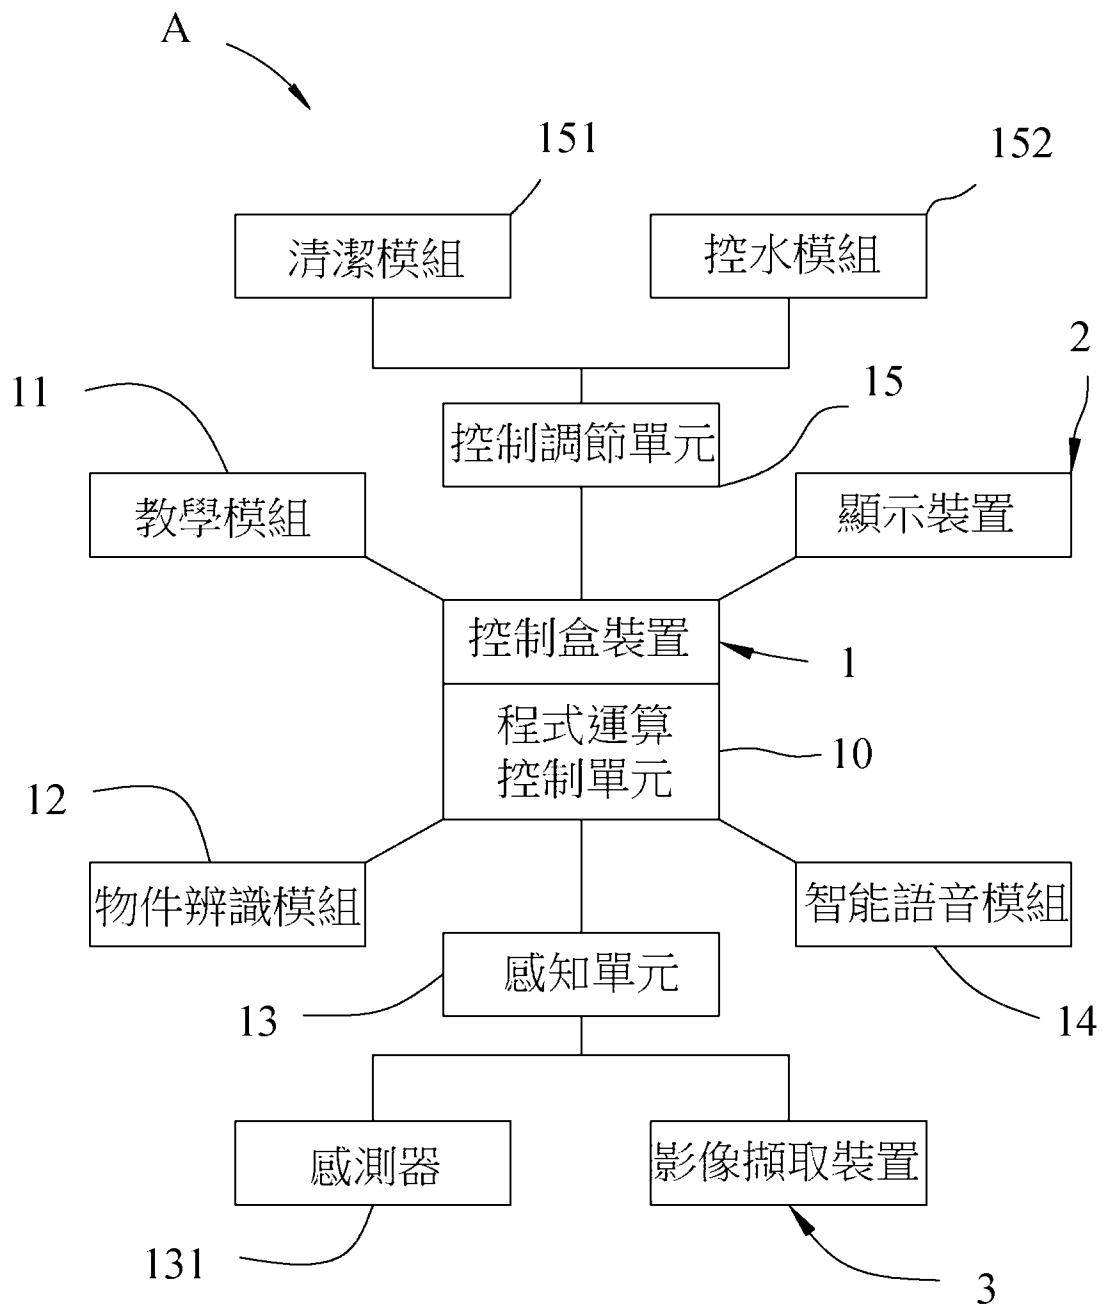 A
151
152
清潔模組
控水模組
2
11
15
控制調節單元
教學模組
顯示裝置
控制盒裝置
1
程式運算
控制單元
10
12
物件辨識模組
智能語音模組
感知單元
13
14
感測器
影像擷取裝置
131
3